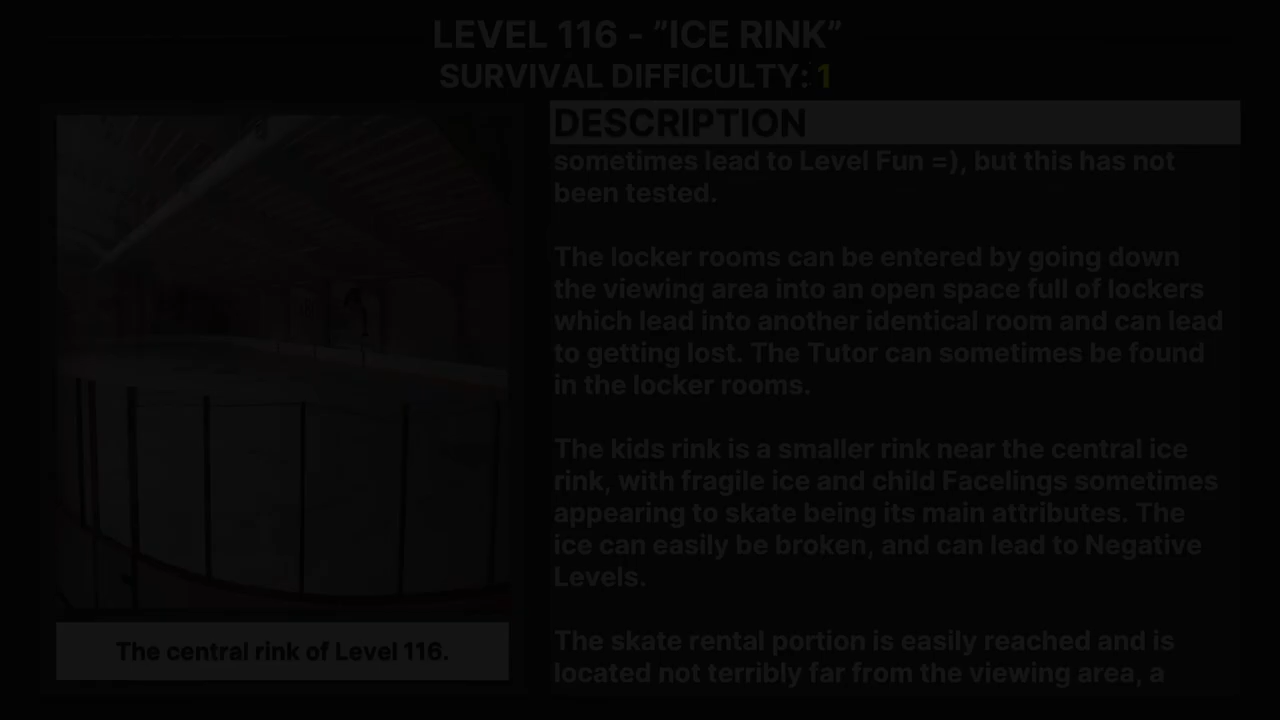 LEVEL 116 - ”ICE RINK”
SURVIVAL DIFFICULTY: 1
The central rink of Level 116.
DESCRIPTION
sometimes lead to Level Fun =), but this has not
been tested.
The locker rooms can be entered by going down
the viewing area into an open space full of lockers
which lead into another identical room and can lead
to getting lost. The Tutor can sometimes be found
in the locker rooms.
The kids rink is a smaller rink near the central ice
rink, with fragile ice and child Facelings sometimes
appearing to skate being its main attributes. The
ice can easily be broken, and can lead to Negative
Levels.
The skate rental portion is easily reached and is
located not terribly far from the viewing area, a